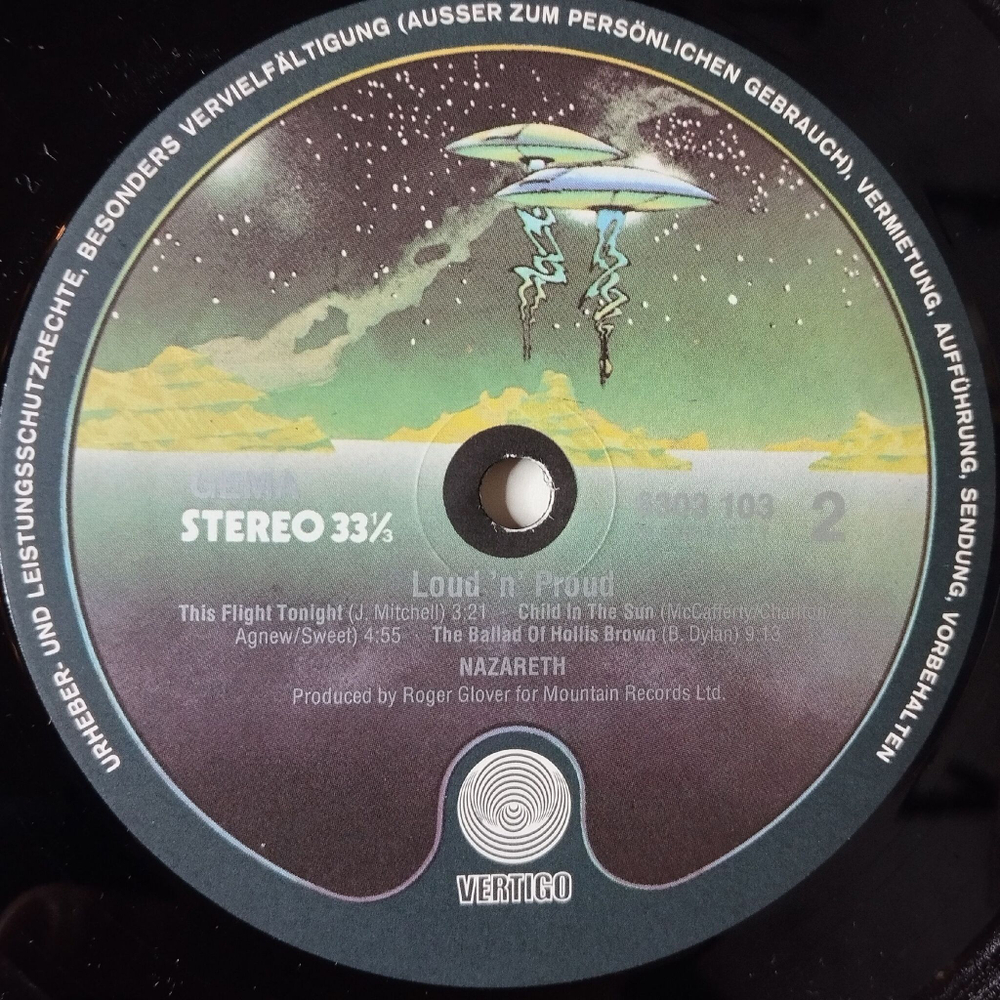 URHEBER- UND LEISTUNGSSCHUTZRECHTE, BESONDERS VERVIELFÄLTIGUNG (AUSSER ZUM PERSÖNLICHEN GEBRAUCH), VERMIETUNG, AUFFÜHRUNG, SENDUNG, VORBEHALTEN
GEMA
STEREO 33⅓
6303 103 2
Loud 'n' Proud
This Flight Tonight (J. Mitchell) 3:21 · Child In The Sun (McCafferty/Charlton/
Agnew/Sweet) 4:55 · The Ballad Of Hollis Brown (B. Dylan) 9:13
NAZARETH
Produced by Roger Glover for Mountain Records Ltd.
VERTIGO